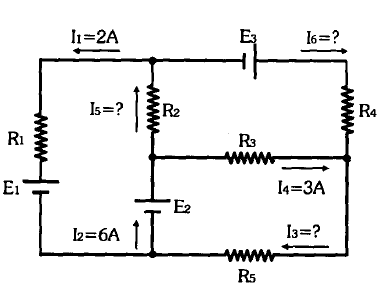 I₁=2A
E₃
I₆=?
I₅=?
R₂
R₄
R₁
R₃
E₁
I₄=3A
E₂
I₂=6A
I₃=?
R₅